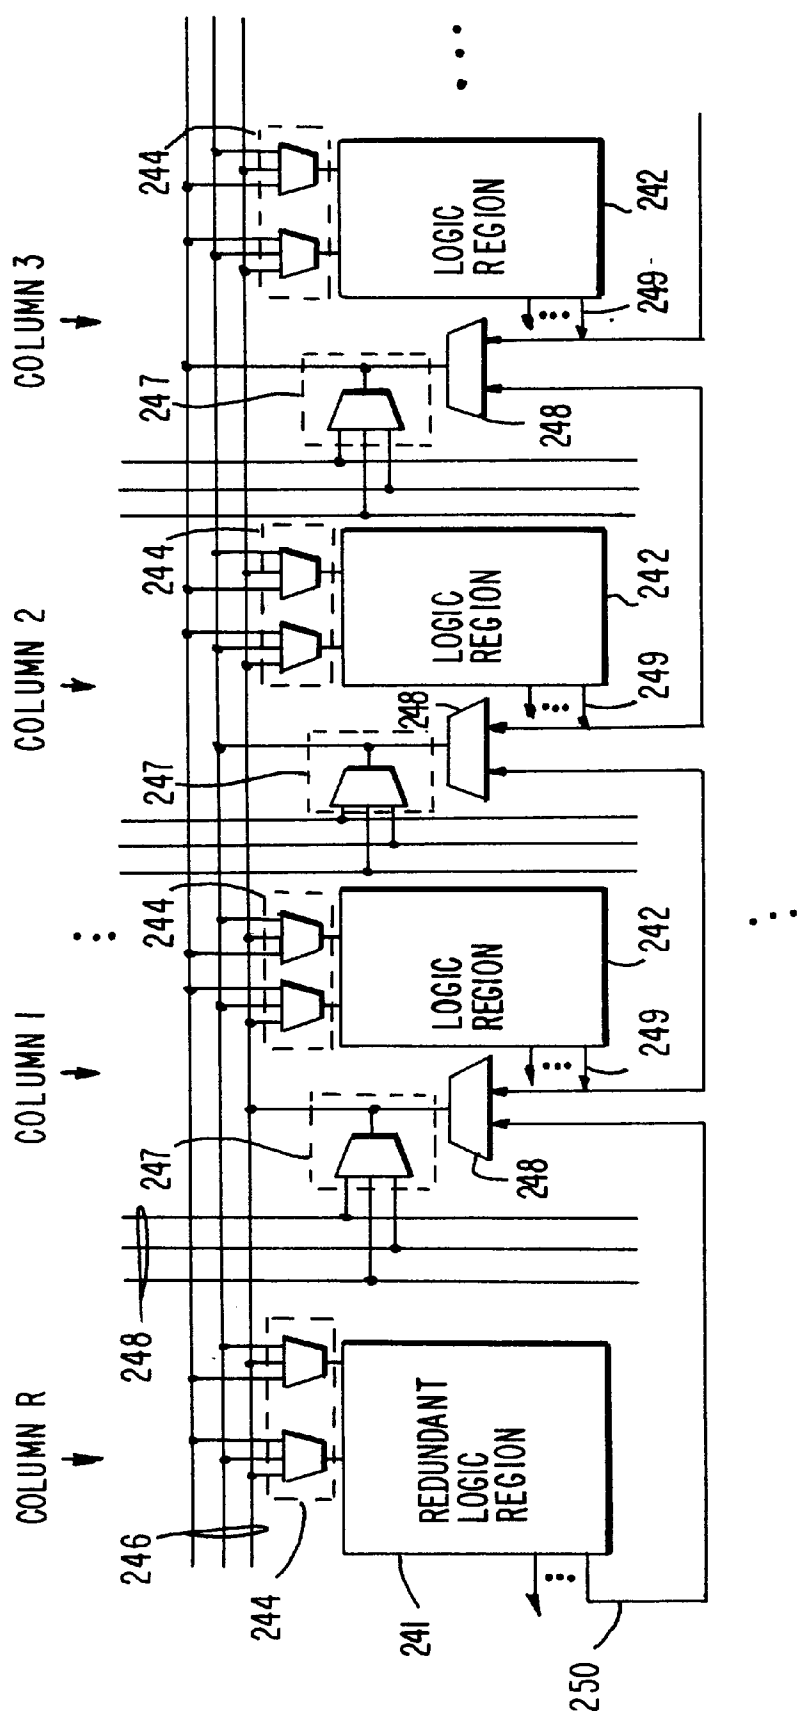 COLUMN R
COLUMN 1
COLUMN 2
COLUMN 3
246
248
247
244
247
244
247
244
244
241
REDUNDANT
LOGIC
REGION
248
LOGIC
REGION
248
LOGIC
REGION
248
LOGIC
REGION
250
249
242
249
242
249
242